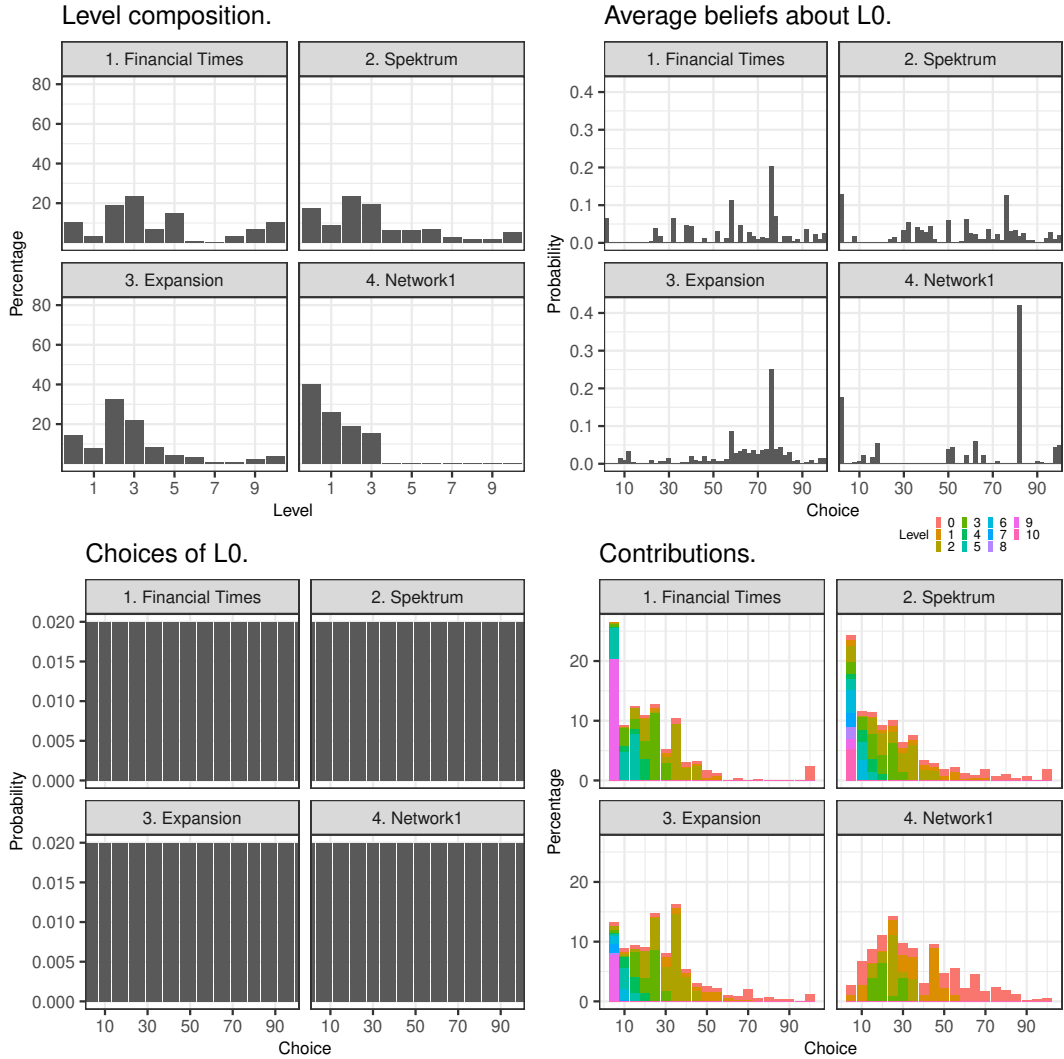 Level composition.
Average beliefs about L0.
1. Financial Times
2. Spektrum
1. Financial Times
2. Spektrum
80
60
40
20
0.4
0.3
0.2
0.1
0.0
Percentage
Probability
3. Expansion
4. Network1
3. Expansion
4. Network1
80
60
40
20
0.4
0.3
0.2
0.1
0.0
1 3 5 7 9 1 3 5 7 9
10 30 50 70 90 10 30 50 70 90
Level
Choice
Level 0 1 2 3 4 5 6 7 8 9 10
Choices of L0.
Contributions.
1. Financial Times
2. Spektrum
1. Financial Times
2. Spektrum
0.020
0.015
0.010
0.005
0.000
20
10
0
Probability
Percentage
3. Expansion
4. Network1
3. Expansion
4. Network1
0.020
0.015
0.010
0.005
0.000
20
10
0
10 30 50 70 90 10 30 50 70 90
10 30 50 70 90 10 30 50 70 90
Choice
Choice